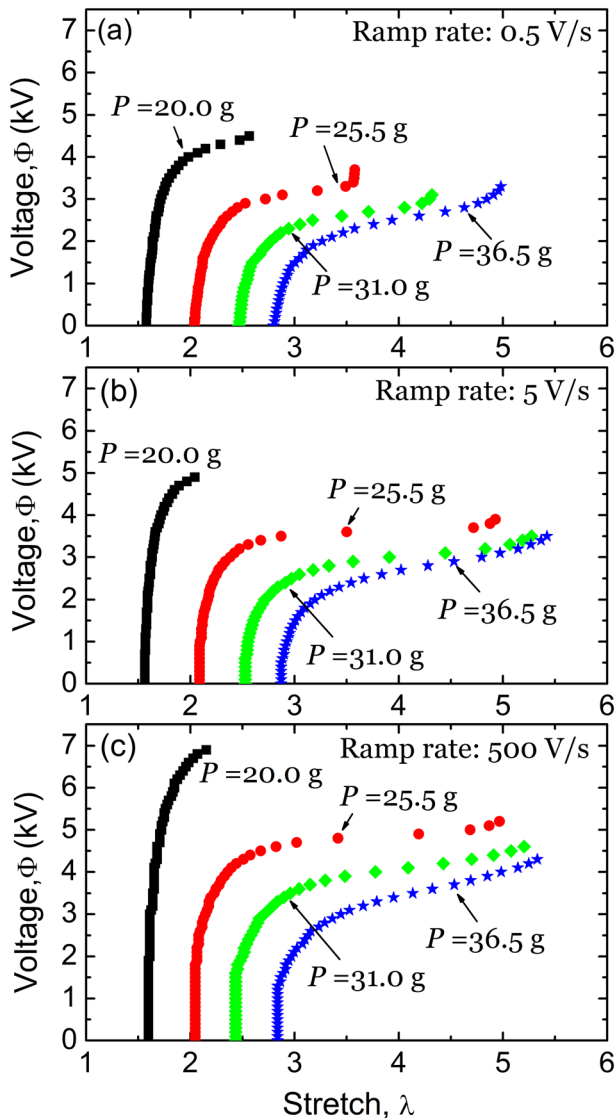 (a)
Ramp rate: 0.5 V/s
P =20.0 g
P =25.5 g
P =31.0 g
P =36.5 g
Voltage, Φ (kV)
7
6
5
4
3
2
1
0
1 2 3 4 5 6
(b)
Ramp rate: 5 V/s
P =20.0 g
P =25.5 g
P =31.0 g
P =36.5 g
Voltage, Φ (kV)
7
6
5
4
3
2
1
0
1 2 3 4 5 6
(c)
Ramp rate: 500 V/s
P =20.0 g
P =25.5 g
P =31.0 g
P =36.5 g
Voltage, Φ (kV)
7
6
5
4
3
2
1
0
1 2 3 4 5 6
Stretch, λ